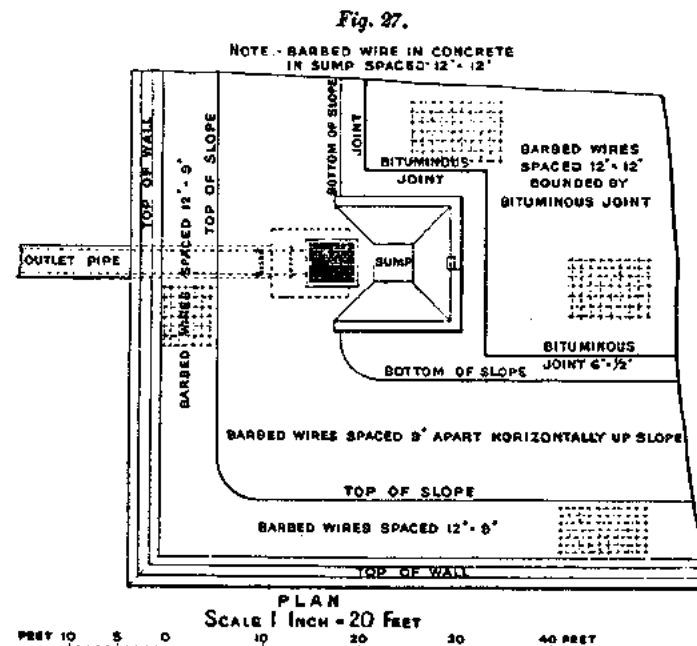 Fig. 27.
NOTE.- BARBED WIRE IN CONCRETE
IN SUMP SPACED 12" × 12"
TOP OF WALL
BARBED WIRES SPACED 12" × 9"
TOP OF SLOPE
BOTTOM OF SLOPE
JOINT
BITUMINOUS
JOINT
BARBED WIRES
SPACED 12" × 12"
BOUNDED BY
BITUMINOUS JOINT
OUTLET PIPE
SUMP
BITUMINOUS
JOINT 6" × ½"
BOTTOM OF SLOPE
BARBED WIRES SPACED 9" APART HORIZONTALLY UP SLOPE
TOP OF SLOPE
BARBED WIRES SPACED 12" × 9"
TOP OF WALL
PLAN
SCALE 1 INCH = 20 FEET
FEET 10 5 0 10 20 30 40 FEET